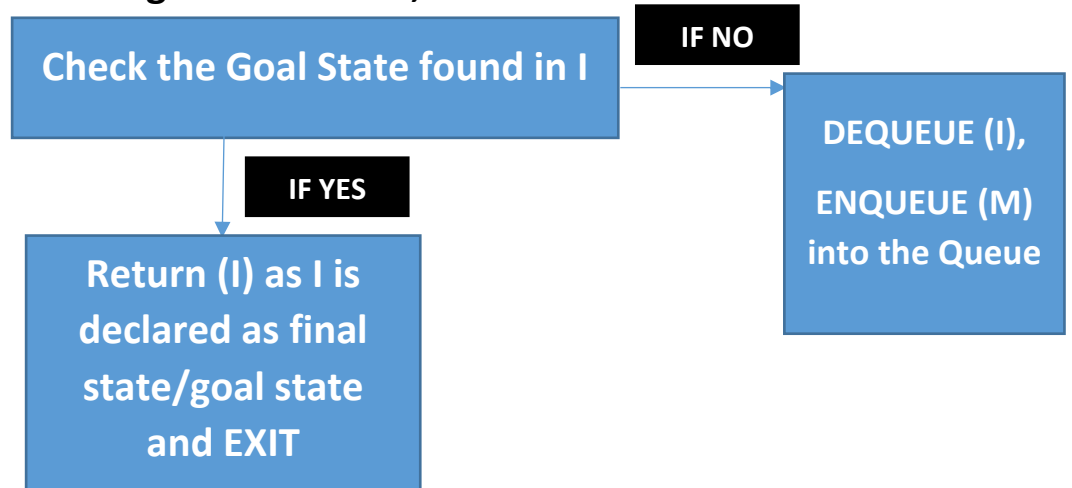 Check the Goal State found in I
IF NO
DEQUEUE (I),
ENQUEUE (M)
into the Queue
IF YES
Return (I) as I is
declared as final
state/goal state
and EXIT